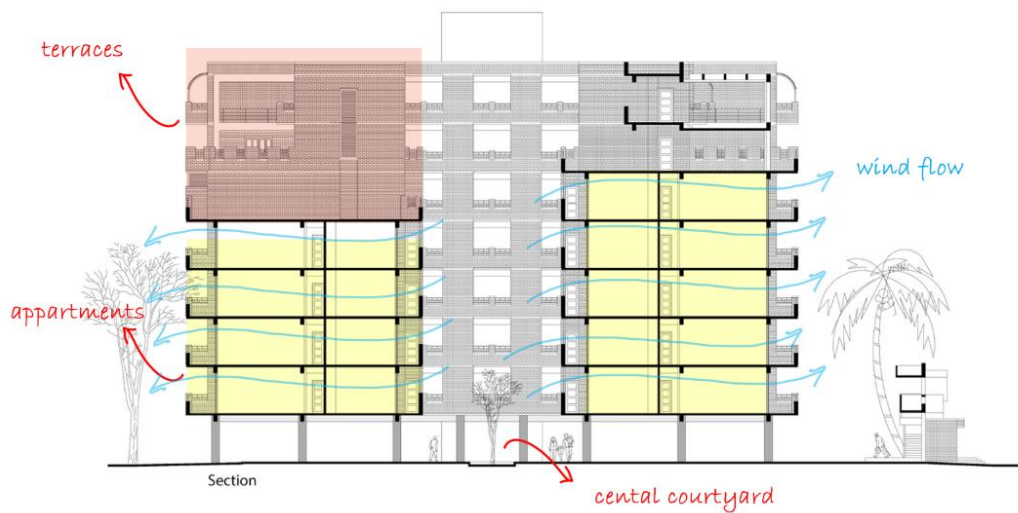 terraces
wind flow
appartments
Section
cental courtyard